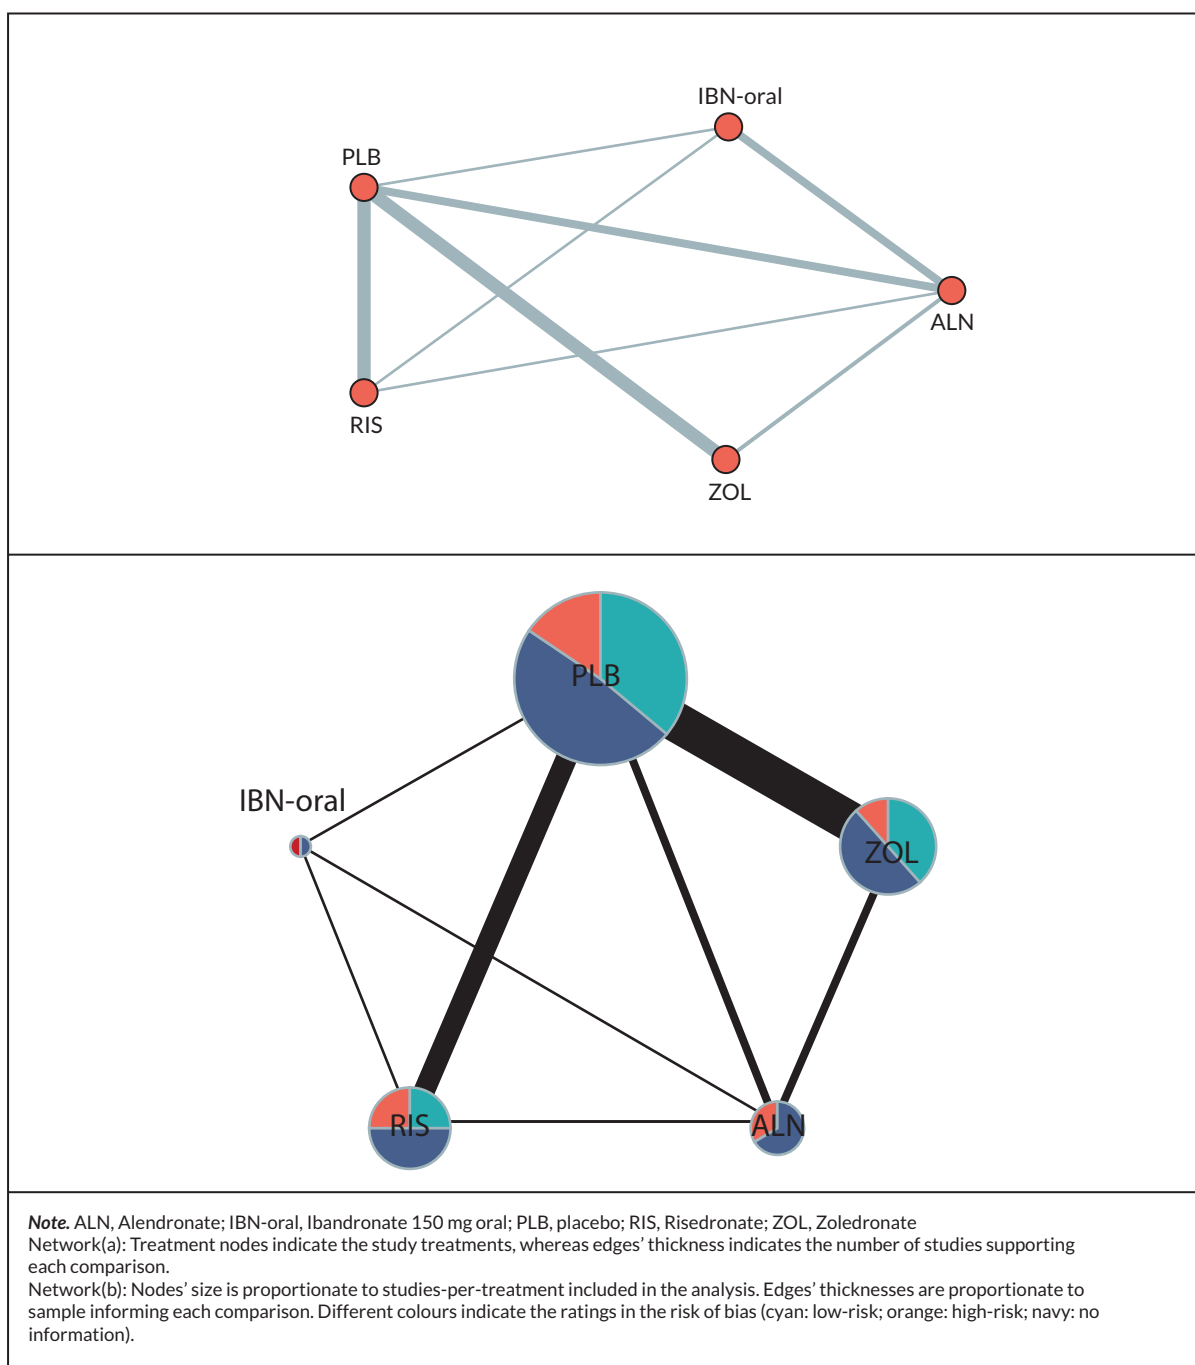 IBN-oral
PLB
ALN
RIS
ZOL
PLB
IBN-oral
ZOL
RIS
ALN
Note. ALN, Alendronate; IBN-oral, Ibandronate 150 mg oral; PLB, placebo; RIS, Risedronate; ZOL, Zoledronate
Network(a): Treatment nodes indicate the study treatments, whereas edges’ thickness indicates the number of studies supporting
each comparison.
Network(b): Nodes’ size is proportionate to studies-per-treatment included in the analysis. Edges’ thicknesses are proportionate to
sample informing each comparison. Different colours indicate the ratings in the risk of bias (cyan: low-risk; orange: high-risk; navy: no
information).